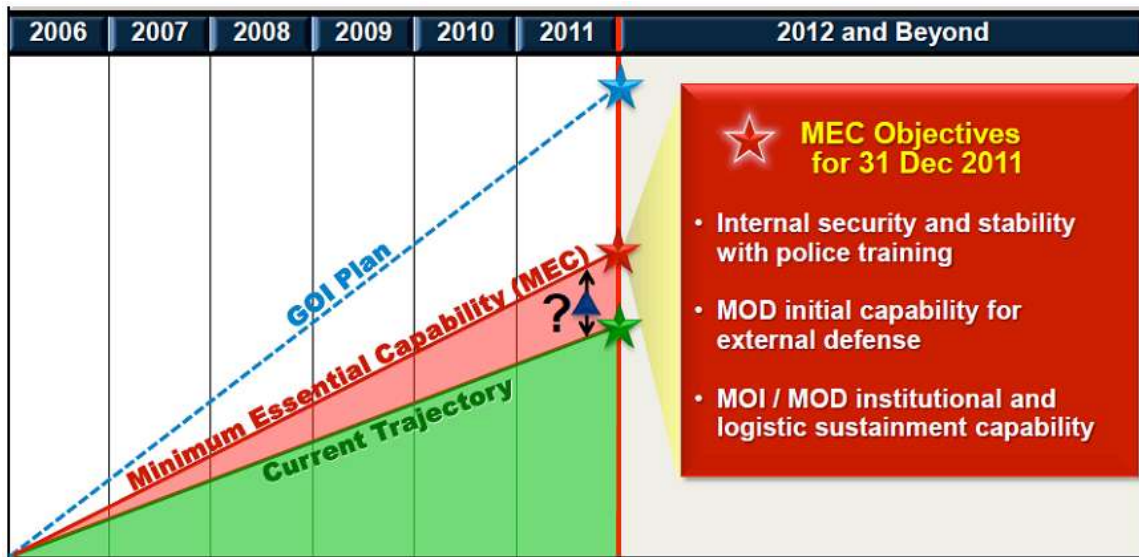 2006
2007
2008
2009
2010
2011
2012 and Beyond
GOI Plan
Minimum Essential Capability (MEC)
?
Current Trajectory
MEC Objectives
for 31 Dec 2011
• Internal security and stability
with police training
• MOD initial capability for
external defense
• MOI / MOD institutional and
logistic sustainment capability